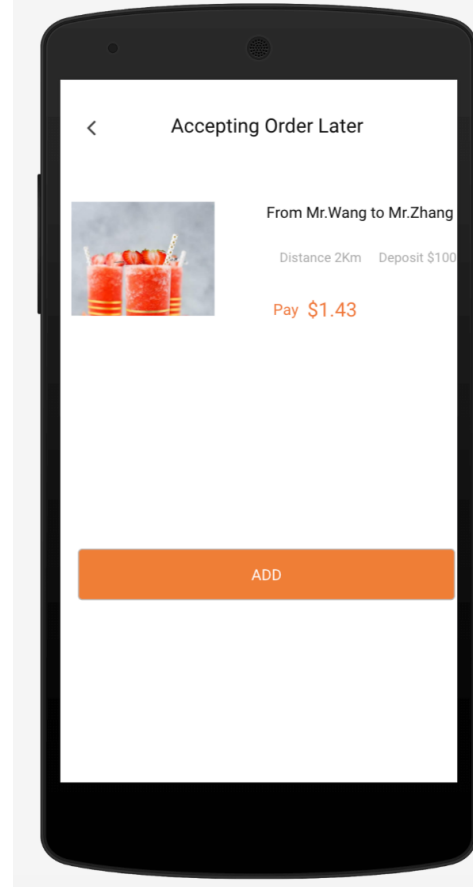 Accepting Order Later
From Mr.Wang to Mr.Zhang
Distance 2Km Deposit $100
Pay $1.43
ADD